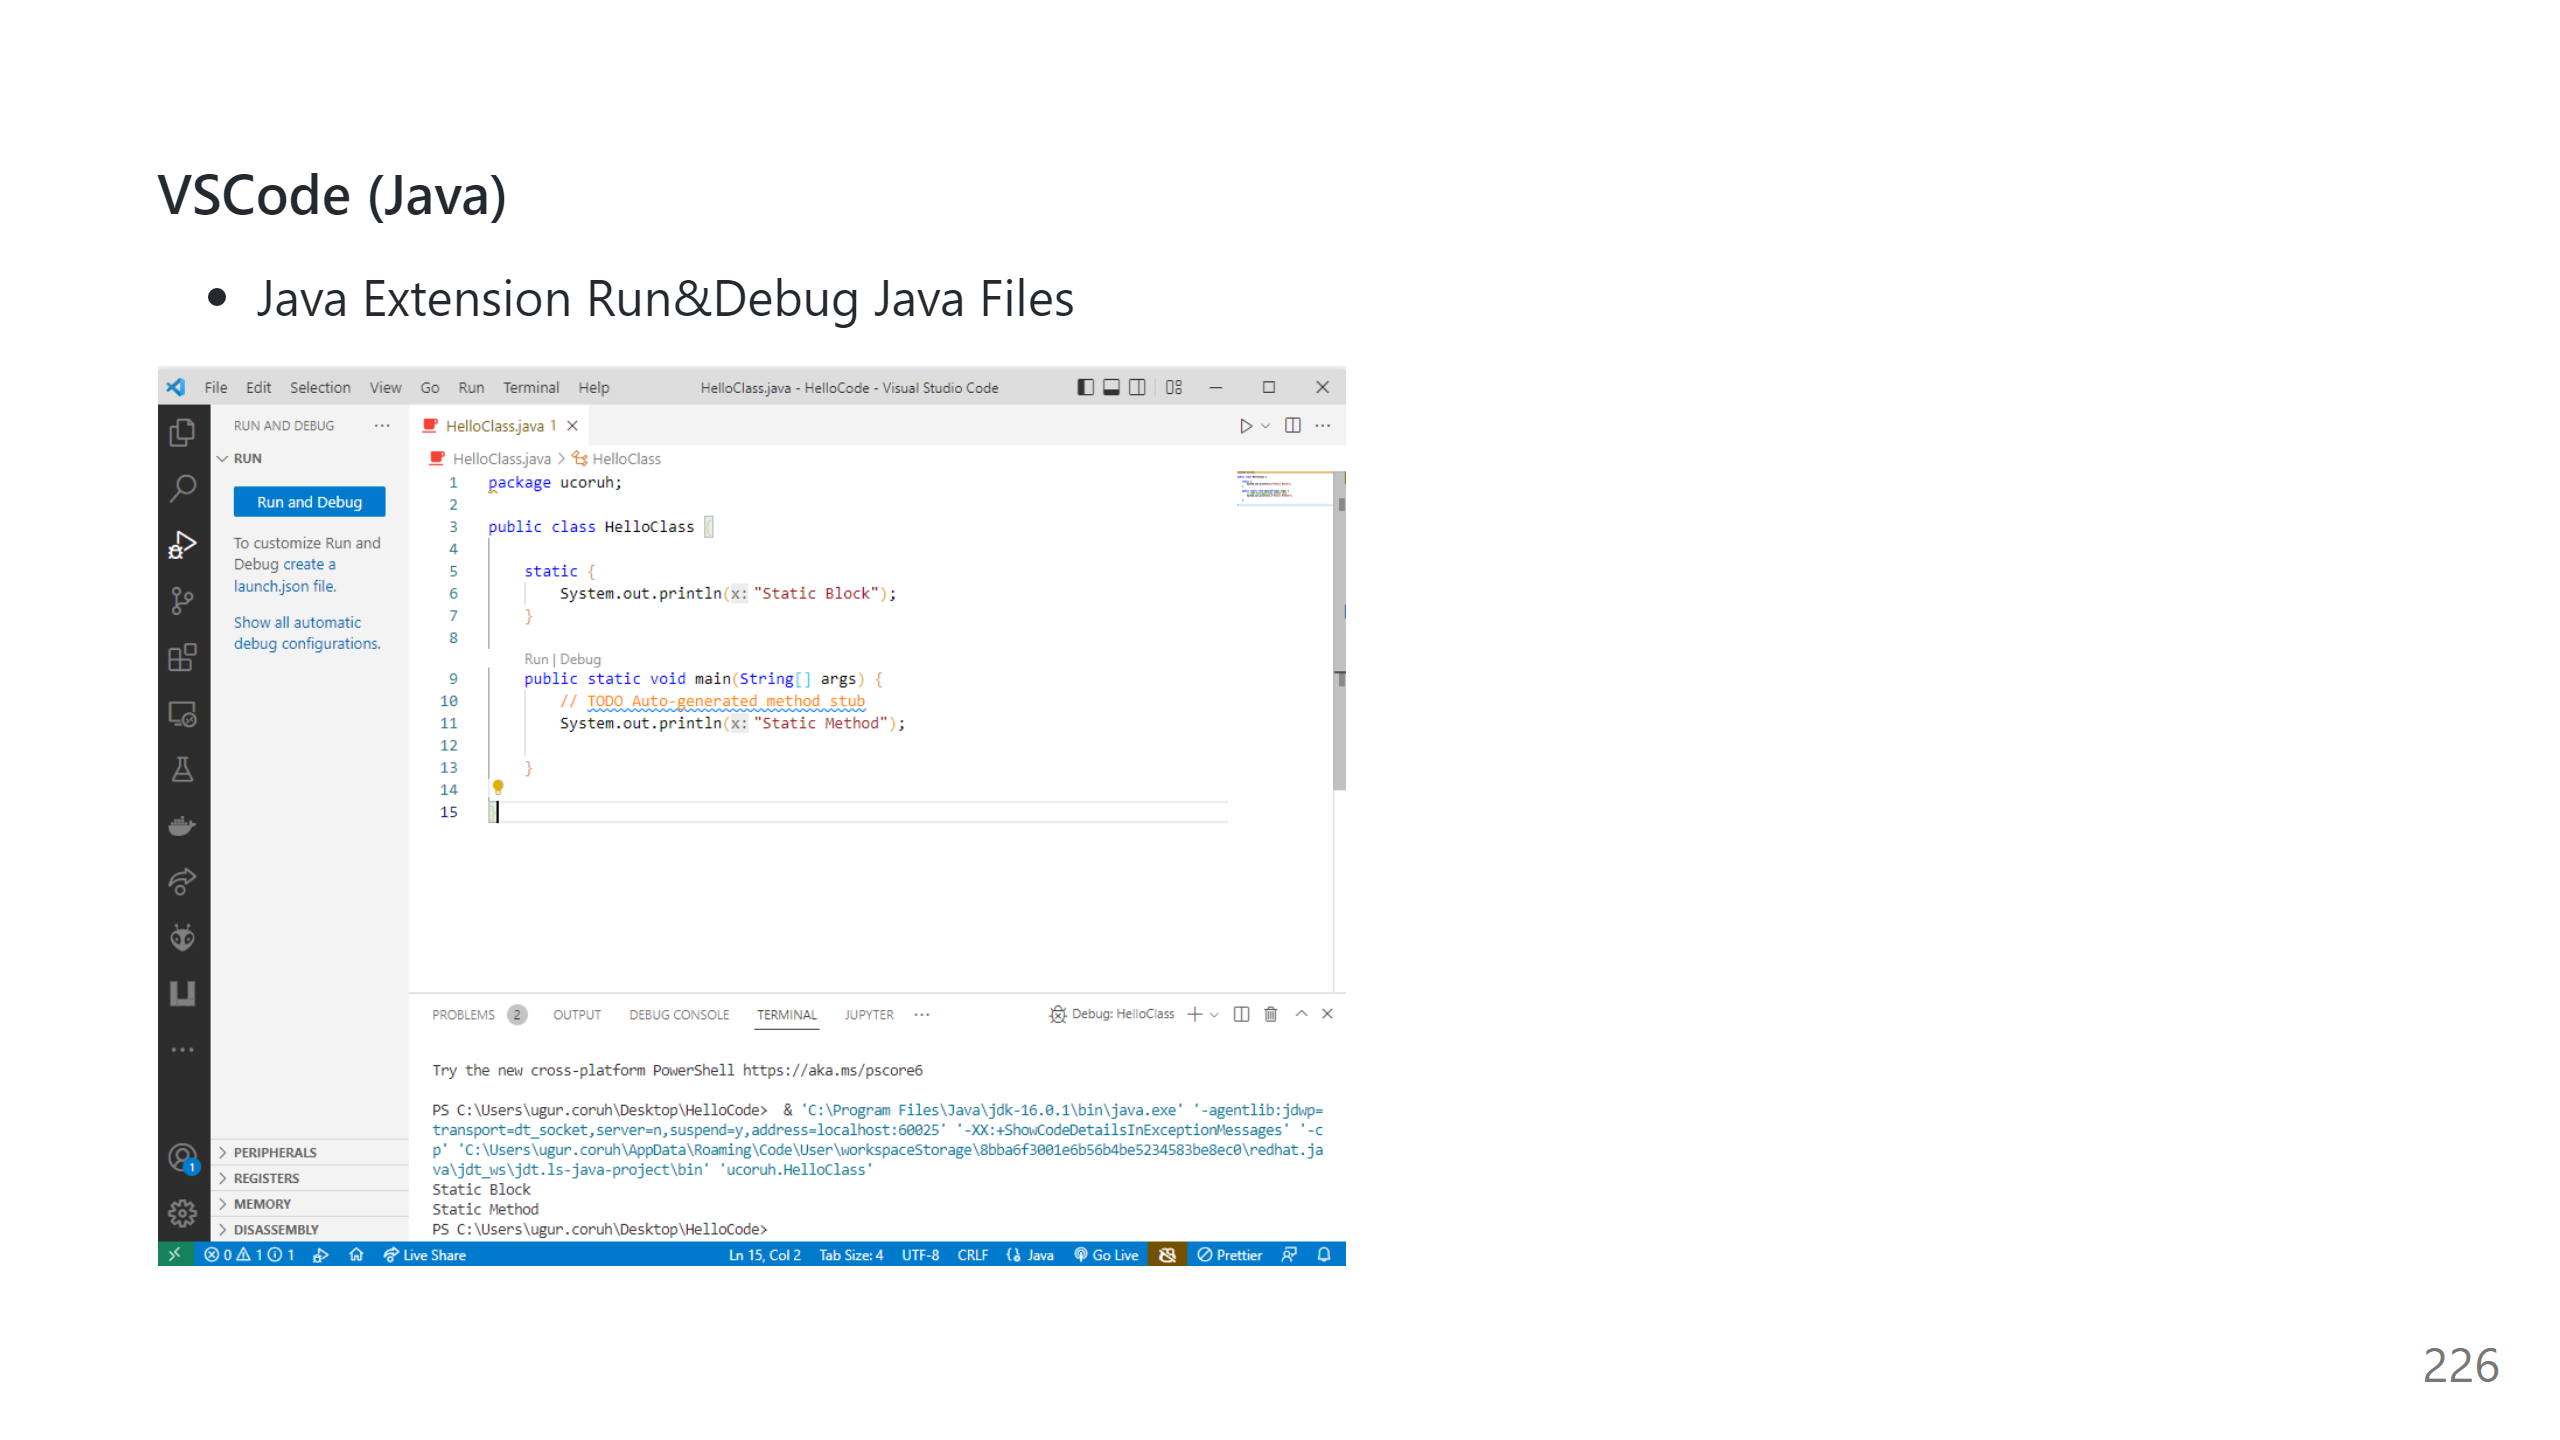 VSCode (Java)
• Java Extension Run&Debug Java Files
File Edit Selection View Go Run Terminal Help HelloClass.java - HelloCode - Visual Studio Code
RUN AND DEBUG ···
HelloClass.java 1
RUN
HelloClass.java > HelloClass
Run and Debug
To customize Run and
Debug create a
launch.json file.
Show all automatic
debug configurations.
1 package ucoruh;
2
3 public class HelloClass {
4
5 static {
6 System.out.println(x: "Static Block");
7 }
8
Run | Debug
9 public static void main(String[] args) {
10 // TODO Auto-generated method stub
11 System.out.println(x: "Static Method");
12
13 }
14
15 }
PROBLEMS 2 OUTPUT DEBUG CONSOLE TERMINAL JUPYTER ··· Debug: HelloClass
Try the new cross-platform PowerShell https://aka.ms/pscore6
PS C:\Users\ugur.coruh\Desktop\HelloCode>  & 'C:\Program Files\Java\jdk-16.0.1\bin\java.exe' '-agentlib:jdwp=
transport=dt_socket,server=n,suspend=y,address=localhost:60025' '-XX:+ShowCodeDetailsInExceptionMessages' '-c
p' 'C:\Users\ugur.coruh\AppData\Roaming\Code\User\workspaceStorage\8bba6f3001e6b56b4be5234583be8ec0\redhat.ja
va\jdt_ws\jdt.ls-java-project\bin' 'ucoruh.HelloClass'
Static Block
Static Method
PS C:\Users\ugur.coruh\Desktop\HelloCode>
1
PERIPHERALS
REGISTERS
MEMORY
DISASSEMBLY
0 1 1 Live Share Ln 15, Col 2 Tab Size: 4 UTF-8 CRLF Java Go Live Prettier
226